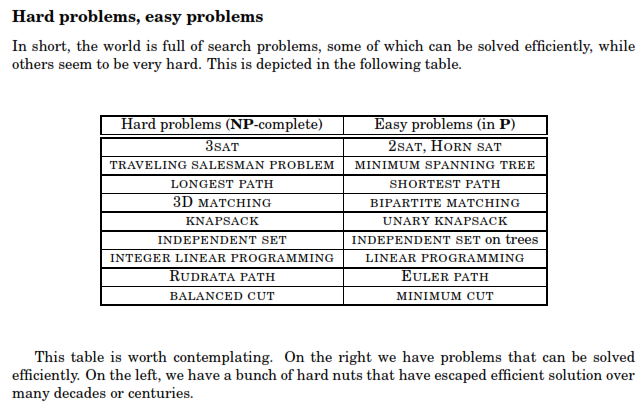 Hard problems, easy problems
In short, the world is full of search problems, some of which can be solved efficiently, while
others seem to be very hard. This is depicted in the following table.
Hard problems (NP-complete) Easy problems (in P)
3SAT 2SAT, HORN SAT
TRAVELING SALESMAN PROBLEM MINIMUM SPANNING TREE
LONGEST PATH SHORTEST PATH
3D MATCHING BIPARTITE MATCHING
KNAPSACK UNARY KNAPSACK
INDEPENDENT SET INDEPENDENT SET on trees
INTEGER LINEAR PROGRAMMING LINEAR PROGRAMMING
RUDRATA PATH EULER PATH
BALANCED CUT MINIMUM CUT
This table is worth contemplating. On the right we have problems that can be solved
efficiently. On the left, we have a bunch of hard nuts that have escaped efficient solution over
many decades or centuries.